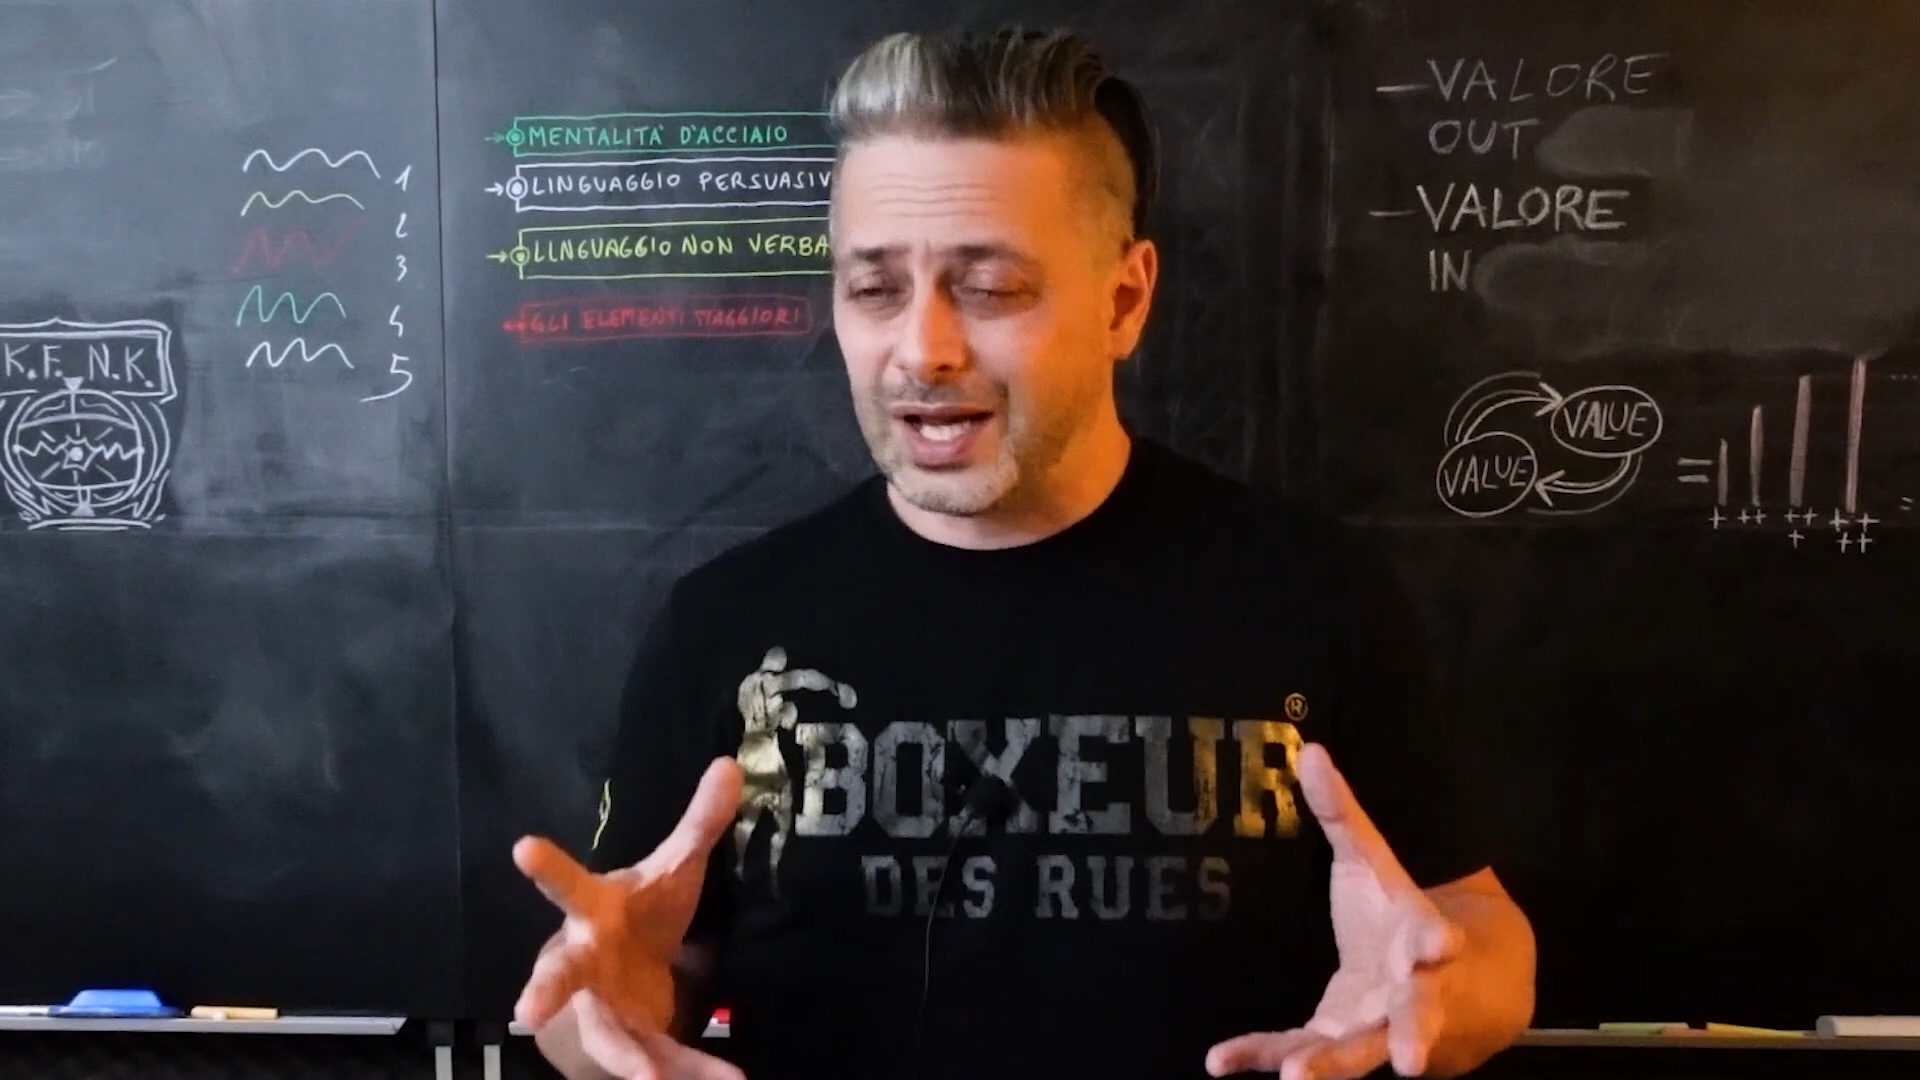 MENTALITÀ D'ACCIAIO
LINGUAGGIO PERSUASIV
LINGUAGGIO NON VERBA
GLI ELEMENTI MAGGIORI
1
2
3
4
5
K.F. N.K.
VALORE
OUT
VALORE
IN
VALUE
VALUE
=
+ ++ +++ ++++
BOXEUR ®
DES RUES